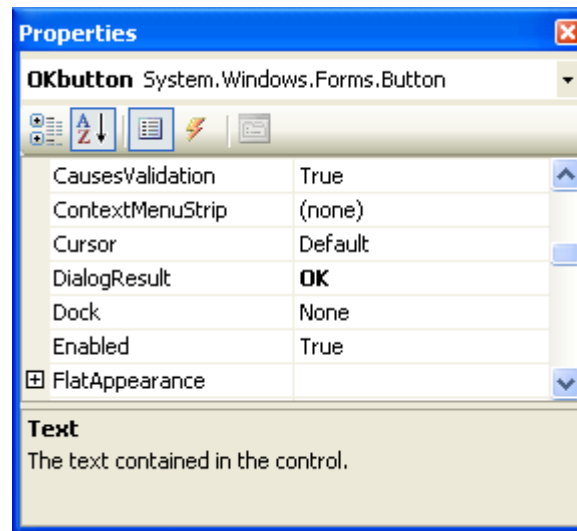 Properties
OKbutton System.Windows.Forms.Button
A
Z
CausesValidation True
ContextMenuStrip (none)
Cursor Default
DialogResult OK
Dock None
Enabled True
FlatAppearance
Text
The text contained in the control.